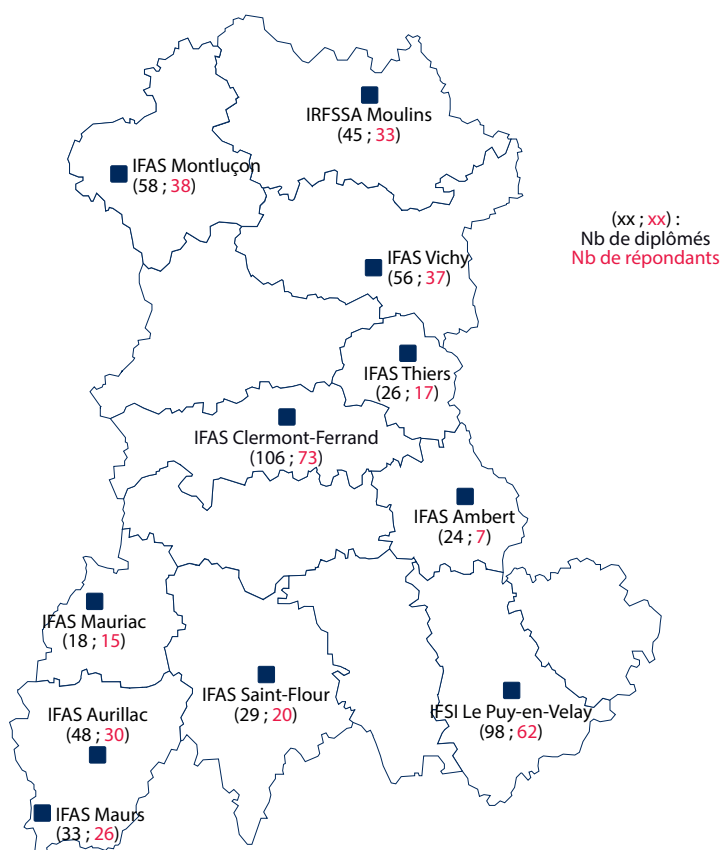 IRFSSA Moulins
(45 ; 33)
IFAS Montluçon
(58 ; 38)
(xx ; xx) :
Nb de diplômés
Nb de répondants
IFAS Vichy
(56 ; 37)
IFAS Thiers
(26 ; 17)
IFAS Clermont-Ferrand
(106 ; 73)
IFAS Ambert
(24 ; 7)
IFAS Mauriac
(18 ; 15)
IFAS Saint-Flour
(29 ; 20)
IFSI Le Puy-en-Velay
(98 ; 62)
IFAS Aurillac
(48 ; 30)
IFAS Maurs
(33 ; 26)